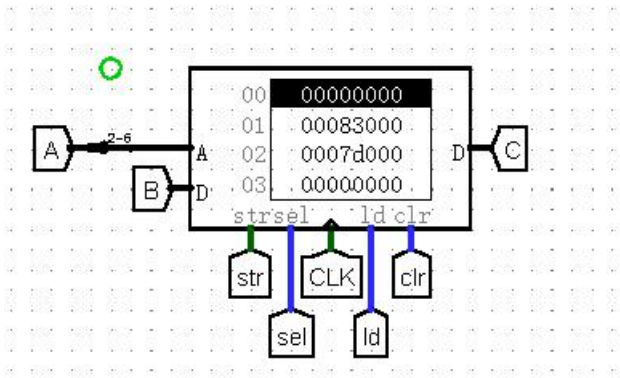 00 00000000
01 00083000
02 0007d000
03 00000000
2-6
A
A
B
D
D
C
str sel ld clr
str CLK clr
sel ld